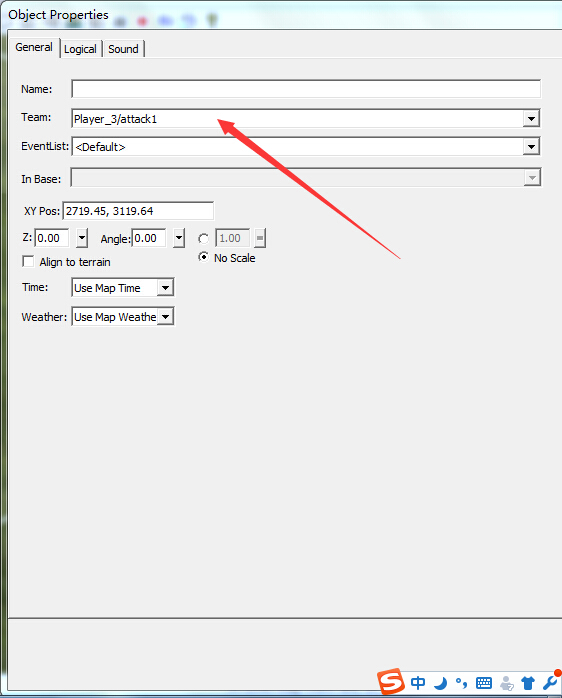 Object Properties
General Logical Sound
Name:
Team: Player_3/attack1
EventList: <Default>
In Base:
XY Pos: 2719.45, 3119.64
Z: 0.00 Angle: 0.00 1.00
No Scale
Align to terrain
Time: Use Map Time
Weather: Use Map Weathe
S 中